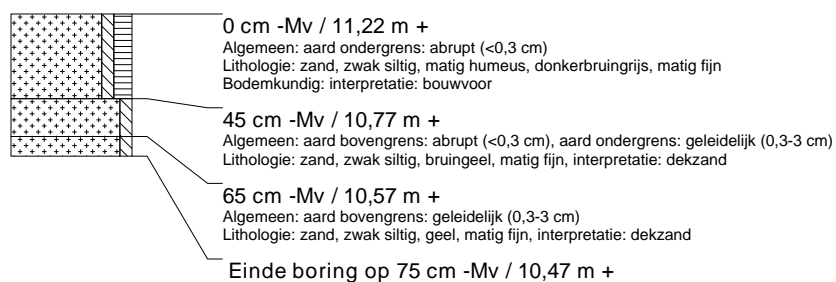 0 cm -Mv / 11,22 m +
Algemeen: aard ondergrens: abrupt (<0,3 cm)
Lithologie: zand, zwak siltig, matig humeus, donkerbruingrijs, matig fijn
Bodemkundig: interpretatie: bouwvoor
45 cm -Mv / 10,77 m +
Algemeen: aard bovengrens: abrupt (<0,3 cm), aard ondergrens: geleidelijk (0,3-3 cm)
Lithologie: zand, zwak siltig, bruingeel, matig fijn, interpretatie: dekzand
65 cm -Mv / 10,57 m +
Algemeen: aard bovengrens: geleidelijk (0,3-3 cm)
Lithologie: zand, zwak siltig, geel, matig fijn, interpretatie: dekzand
Einde boring op 75 cm -Mv / 10,47 m +